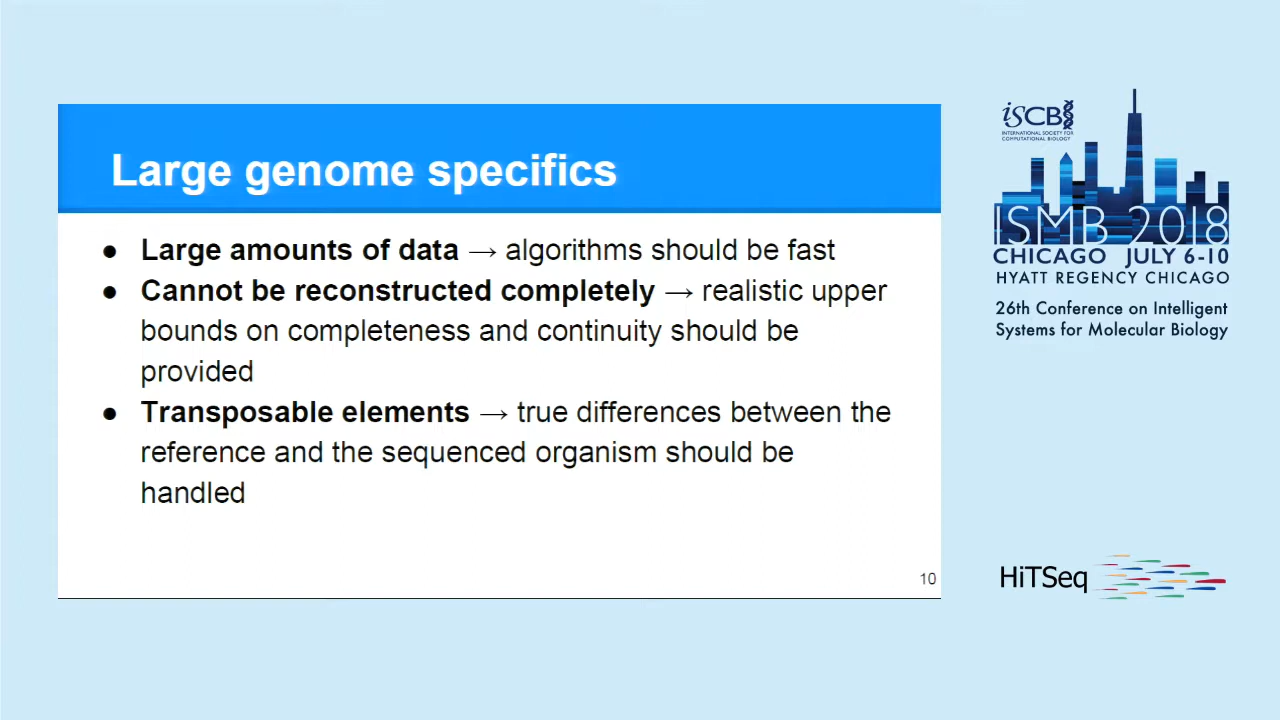 Large genome specifics
● Large amounts of data → algorithms should be fast
● Cannot be reconstructed completely → realistic upper
bounds on completeness and continuity should be
provided
● Transposable elements → true differences between the
reference and the sequenced organism should be
handled
10
iSCB
INTERNATIONAL SOCIETY FOR
COMPUTATIONAL BIOLOGY
ISMB 2018
CHICAGO JULY 6-10
HYATT REGENCY CHICAGO
26th Conference on Intelligent
Systems for Molecular Biology
HiTSeq